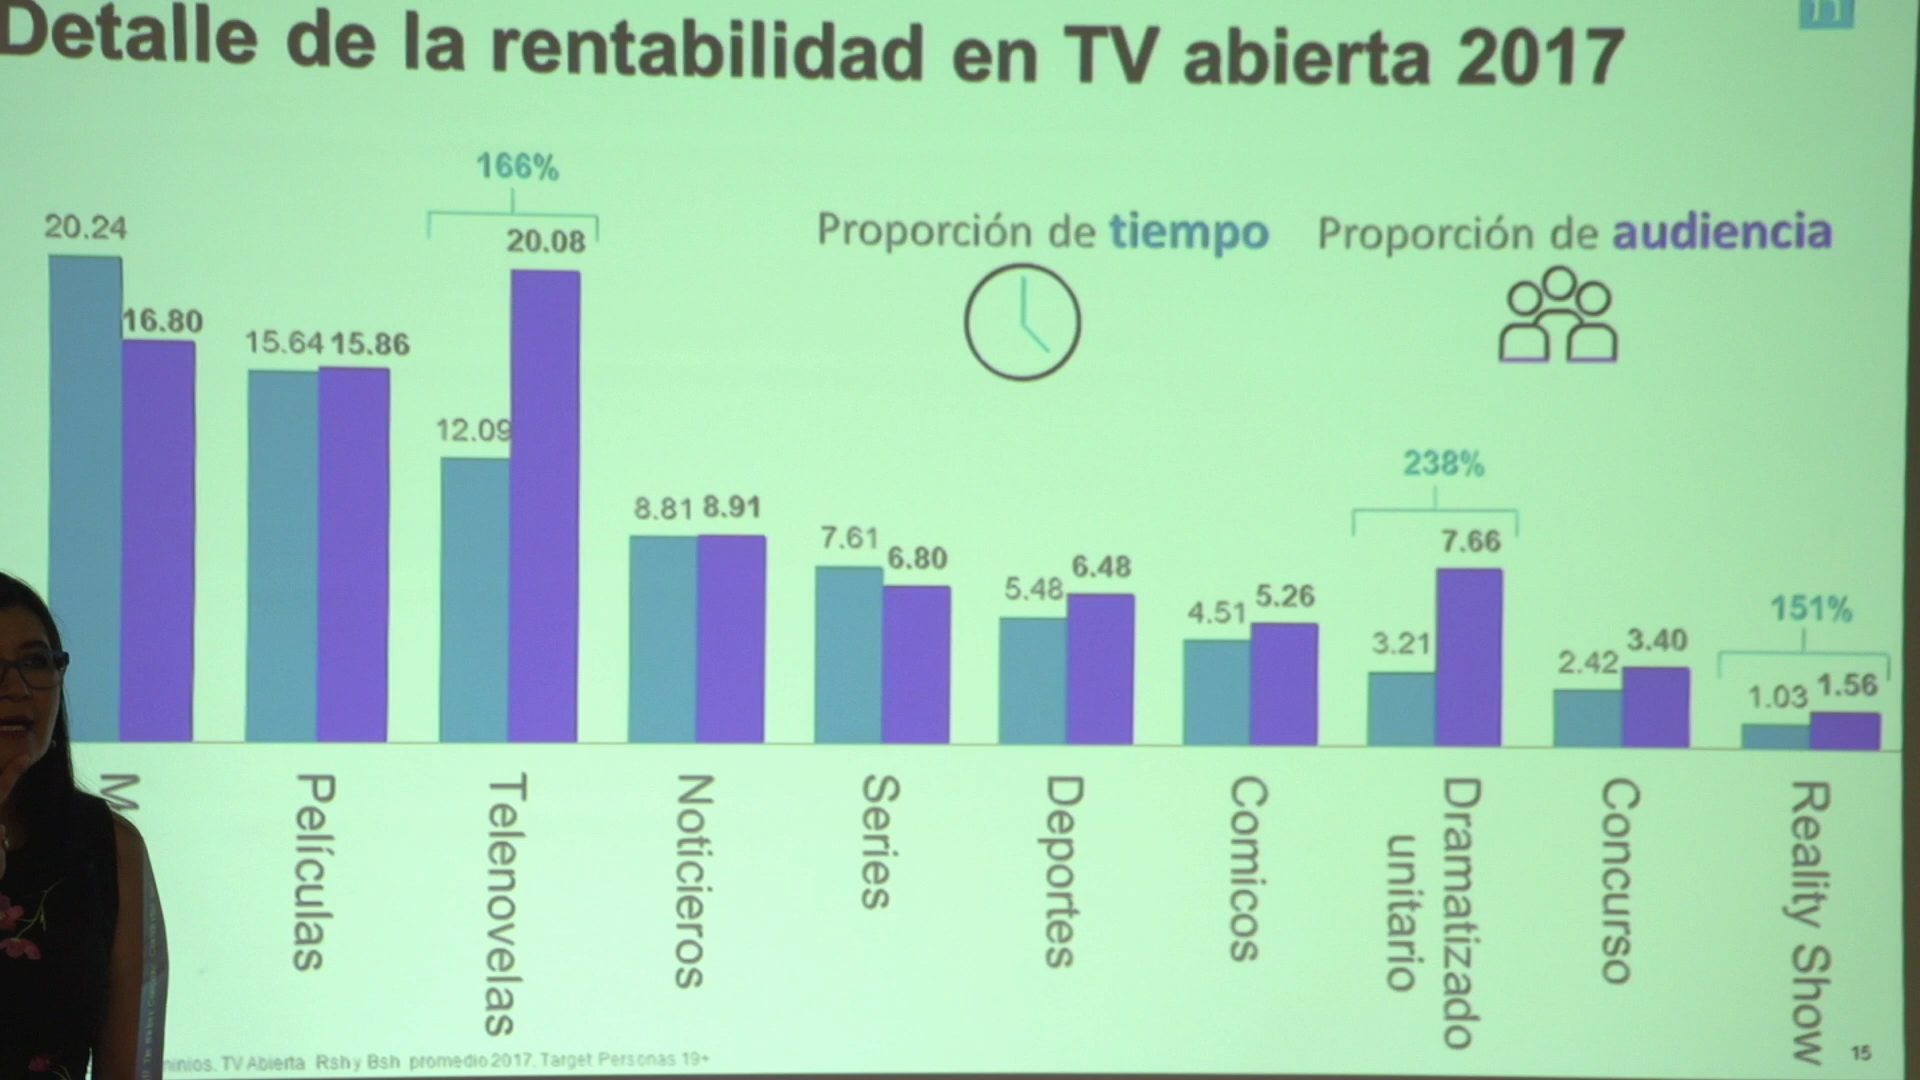 Detalle de la rentabilidad en TV abierta 2017
166%
20.24
16.80
15.64 15.86
12.09
20.08
Proporción de tiempo
Proporción de audiencia
8.81 8.91
7.61
6.80
5.48
6.48
4.51
5.26
238%
3.21
7.66
2.42
3.40
151%
1.03
1.56
Películas
Telenovelas
Noticieros
Series
Deportes
Comicos
Dramatizado
unitario
Concurso
Reality Show
TV Abierta Rsh y Bsh promedio 2017. Target Personas 19+
15